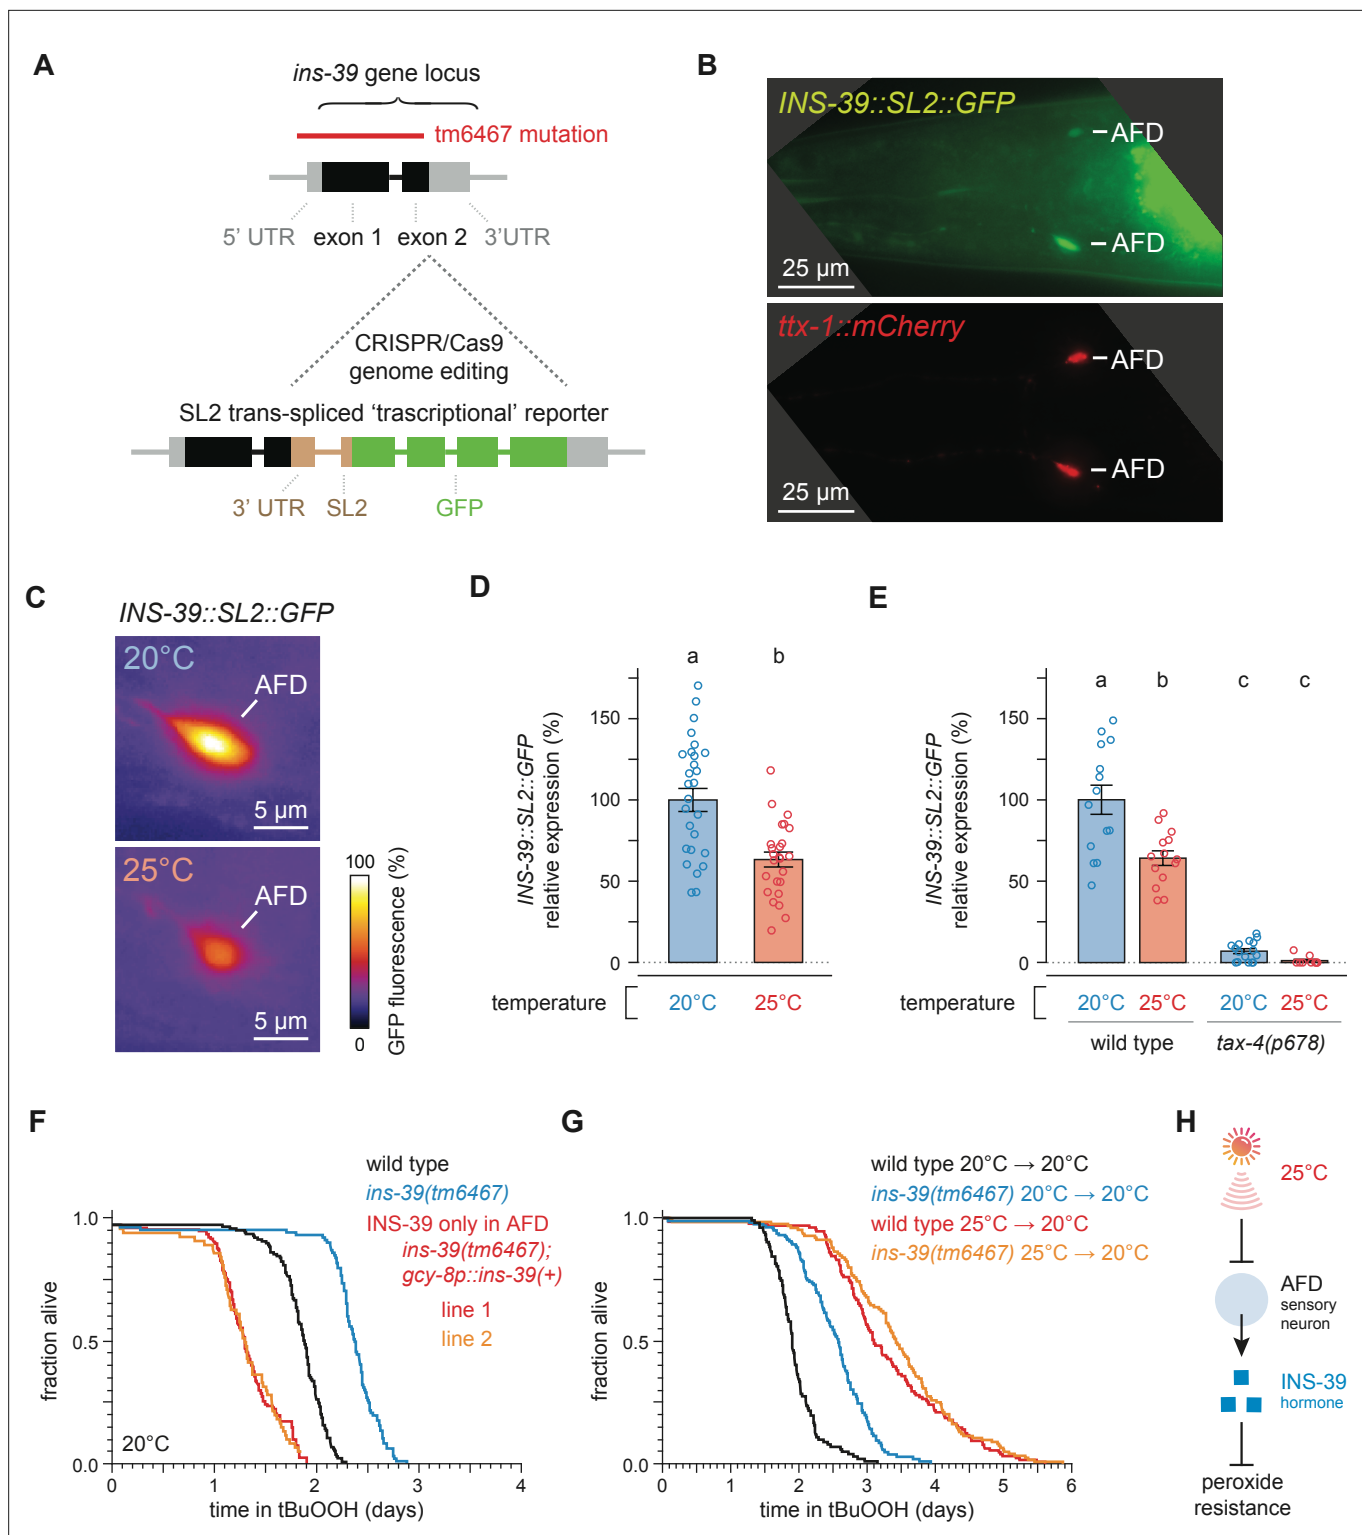 A
ins-39 gene locus
tm6467 mutation
5' UTR exon 1 exon 2 3'UTR
CRISPR/Cas9
genome editing
SL2 trans-spliced 'trascriptional' reporter
3' UTR SL2 GFP
B
INS-39::SL2::GFP
AFD
AFD
25 µm
ttx-1::mCherry
AFD
AFD
25 µm
C
INS-39::SL2::GFP
20°C
AFD
5 µm
25°C
AFD
5 µm
100
0
GFP fluorescence (%)
D
a b
INS-39::SL2::GFP
relative expression (%)
150
100
50
0
temperature
20°C 25°C
E
a b c c
INS-39::SL2::GFP
relative expression (%)
150
100
50
0
temperature
20°C 25°C 20°C 25°C
wild type tax-4(p678)
F
wild type
ins-39(tm6467)
INS-39 only in AFD
ins-39(tm6467);
gcy-8p::ins-39(+)
line 1
line 2
fraction alive
1.0
0.5
0.0
20°C
0 1 2 3 4
time in tBuOOH (days)
G
wild type 20°C → 20°C
ins-39(tm6467) 20°C → 20°C
wild type 25°C → 20°C
ins-39(tm6467) 25°C → 20°C
fraction alive
1.0
0.5
0.0
0 1 2 3 4 5 6
time in tBuOOH (days)
H
25°C
AFD
sensory
neuron
INS-39
hormone
peroxide
resistance